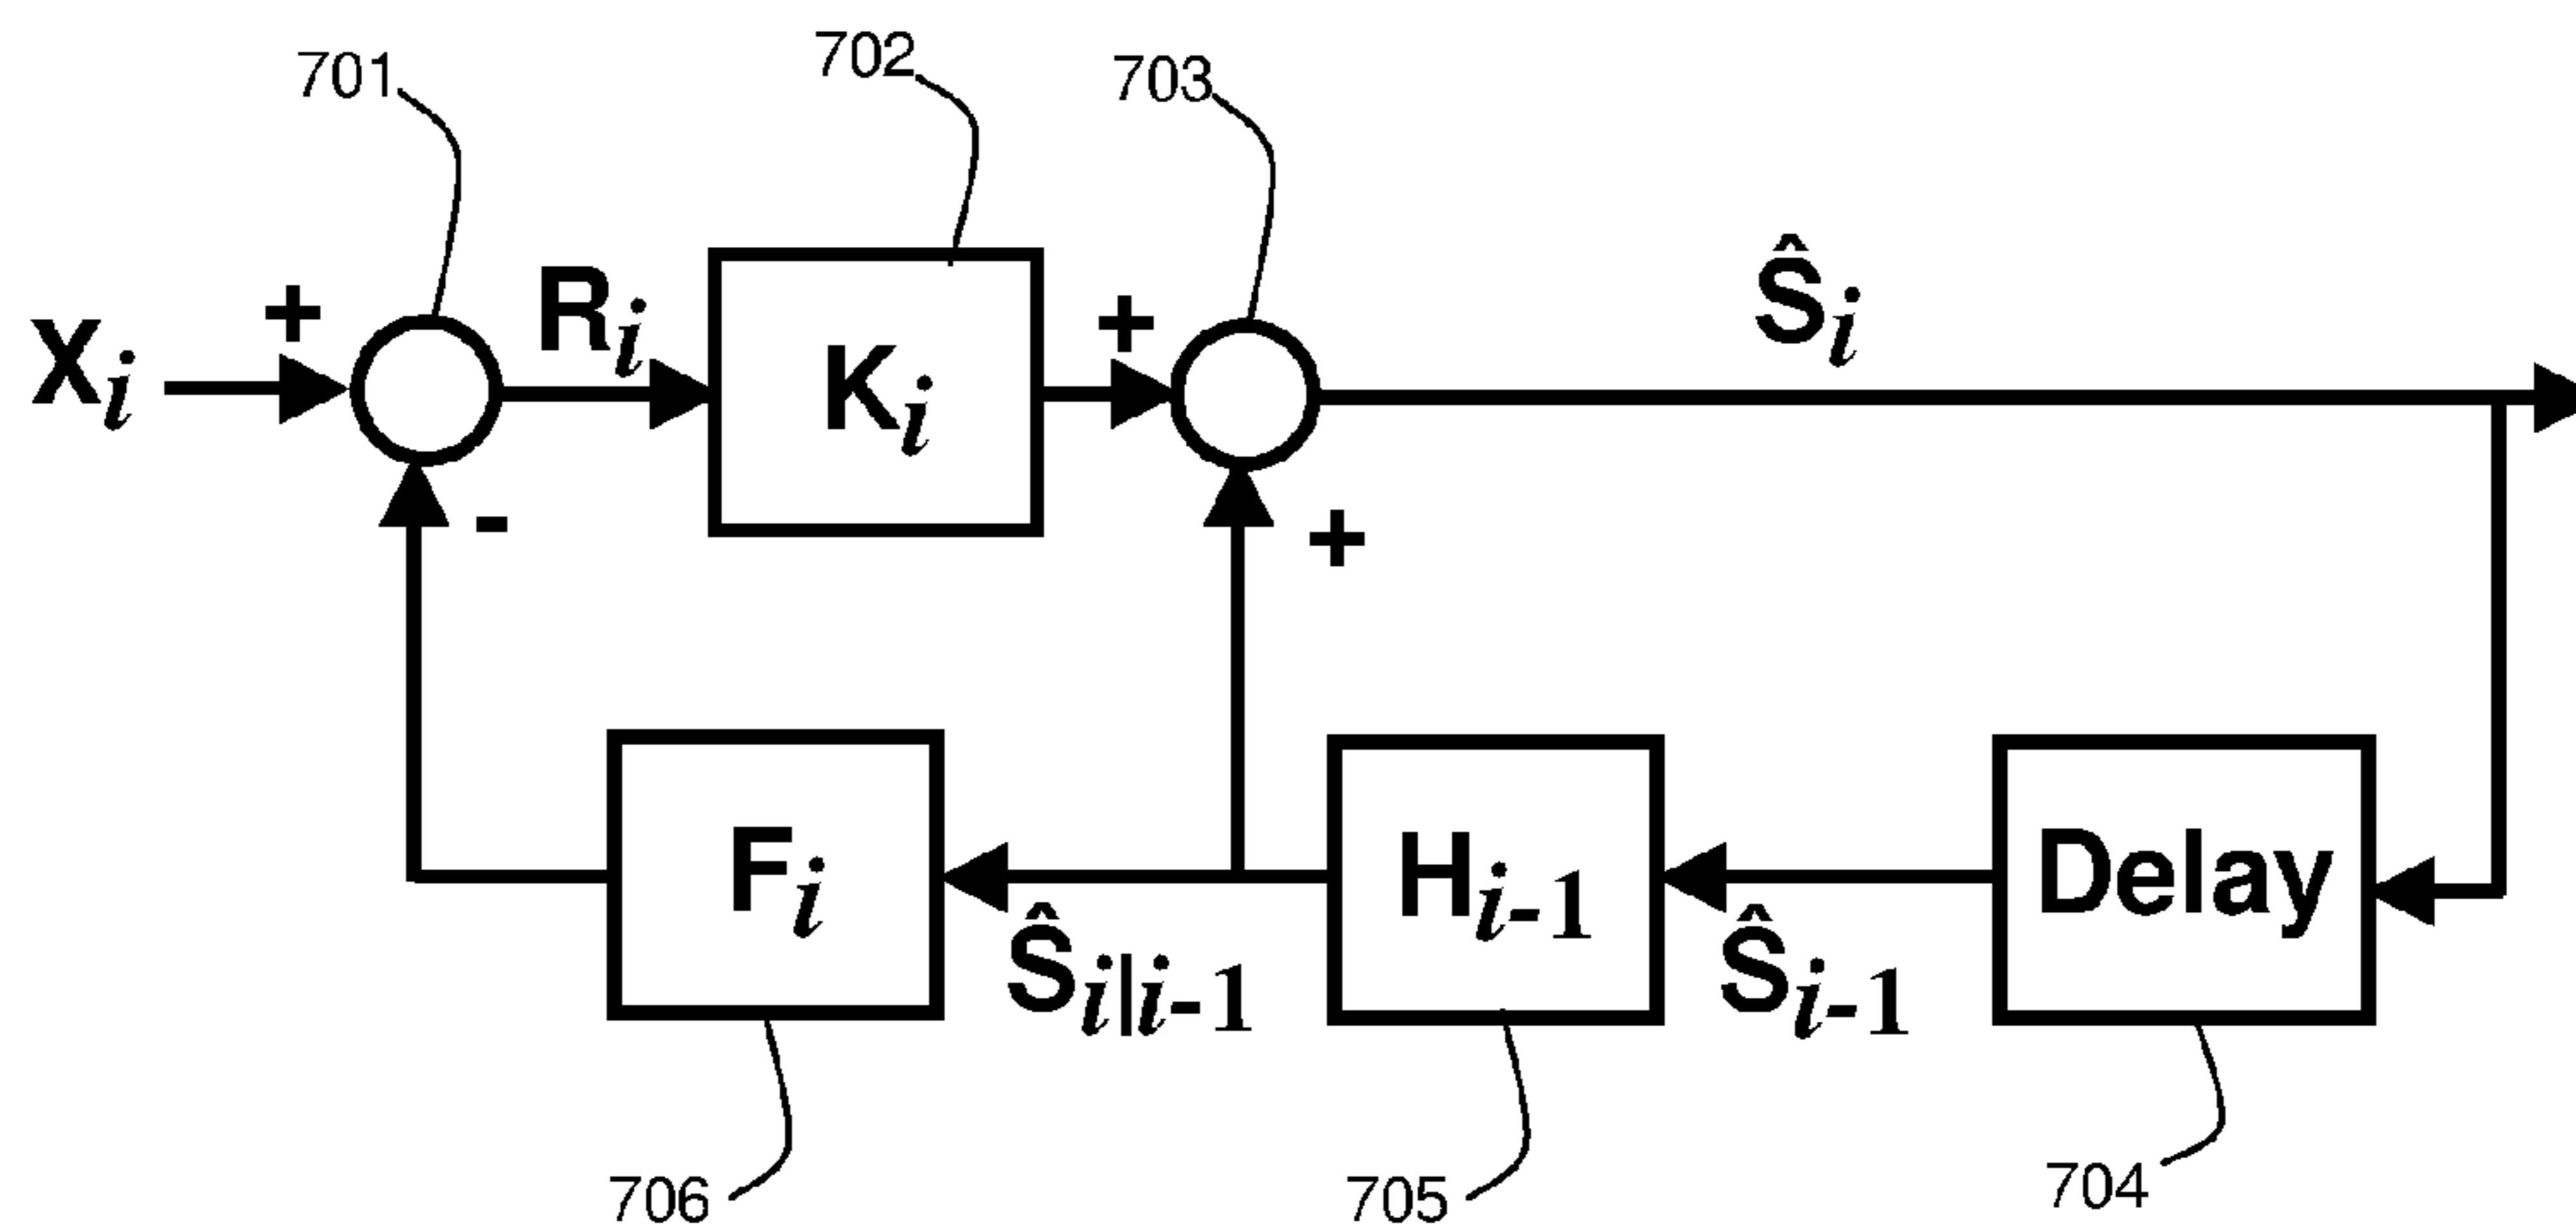 701
702
703
X_i
+
R_i
K_i
+
Ŝ_i
-
+
F_i
Ŝ_{i|i-1}
H_{i-1}
Ŝ_{i-1}
Delay
706
705
704